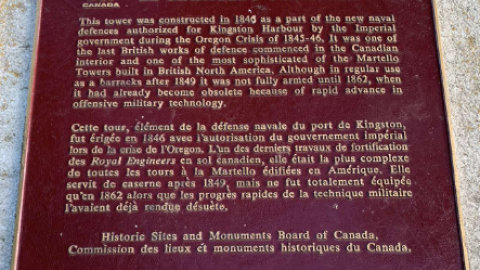 CANADA
This tower was constructed in 1846 as a part of the new naval
defences authorized for Kingston Harbour by the Imperial
government during the Oregon Crisis of 1845-46. It was one of
the last British works of defence commenced in the Canadian
interior and one of the most sophisticated of the Martello
Towers built in British North America. Although in regular use
as a barracks after 1849 it was not fully armed until 1862, when
it had already become obsolete because of rapid advance in
offensive military technology.
Cette tour, élément de la défense navale du port de Kingston,
fut érigée en 1846 avec l'autorisation du gouvernement impérial
lors de la crise de l'Oregon. L'un des derniers travaux de fortification
des Royal Engineers en sol canadien, elle était la plus complexe
de toutes les tours à la Martello édifiées en Amérique. Elle
servit de caserne après 1849, mais ne fut totalement équipée
qu'en 1862 alors que les progrès rapides de la technique militaire
l'avaient déjà rendue désuète.
Historic Sites and Monuments Board of Canada.
Commission des lieux et monuments historiques du Canada.